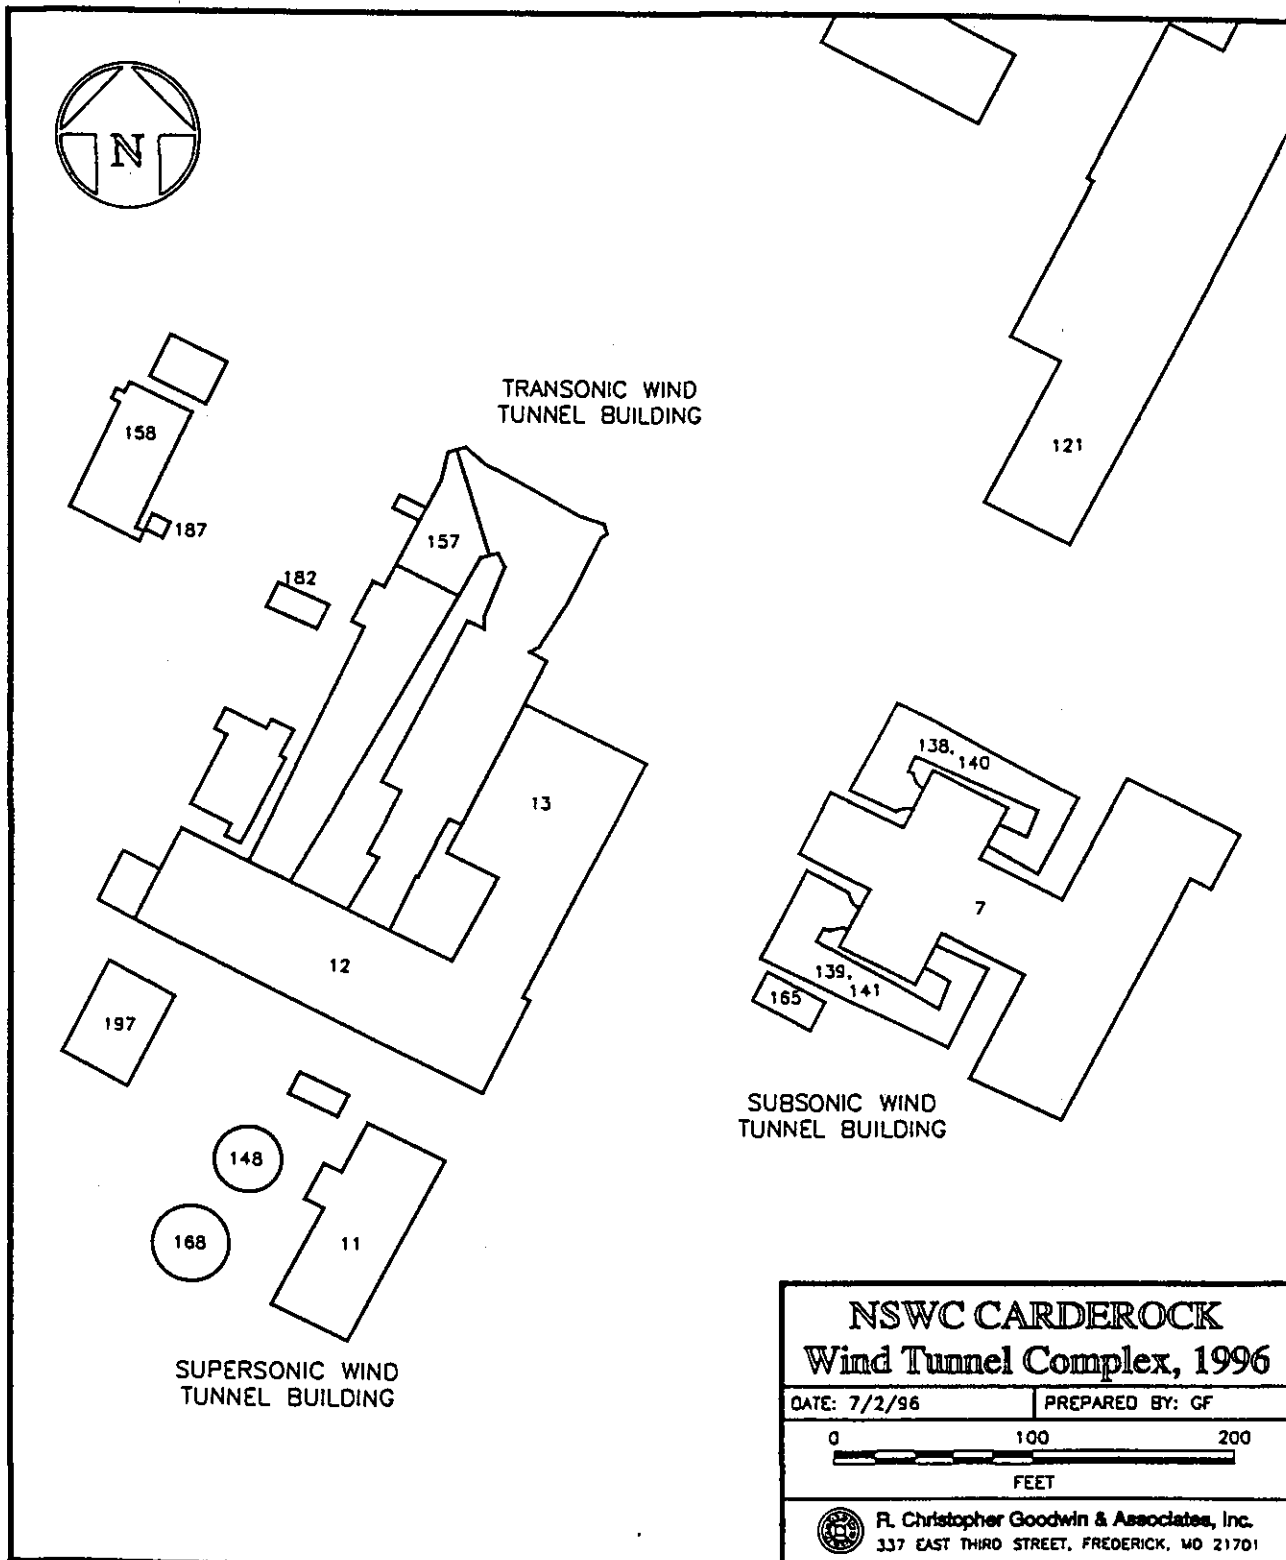 N
TRANSONIC WIND
TUNNEL BUILDING
158
121
187
157
182
138,
140
13
7
12
139,
141
165
197
SUBSONIC WIND
TUNNEL BUILDING
148
168
11
SUPERSONIC WIND
TUNNEL BUILDING
NSWC CARDEROCK
Wind Tunnel Complex, 1996
DATE: 7/2/96 PREPARED BY: GF
0 100 200
FEET
R. Christopher Goodwin & Associates, Inc.
337 EAST THIRD STREET, FREDERICK, MD 21701